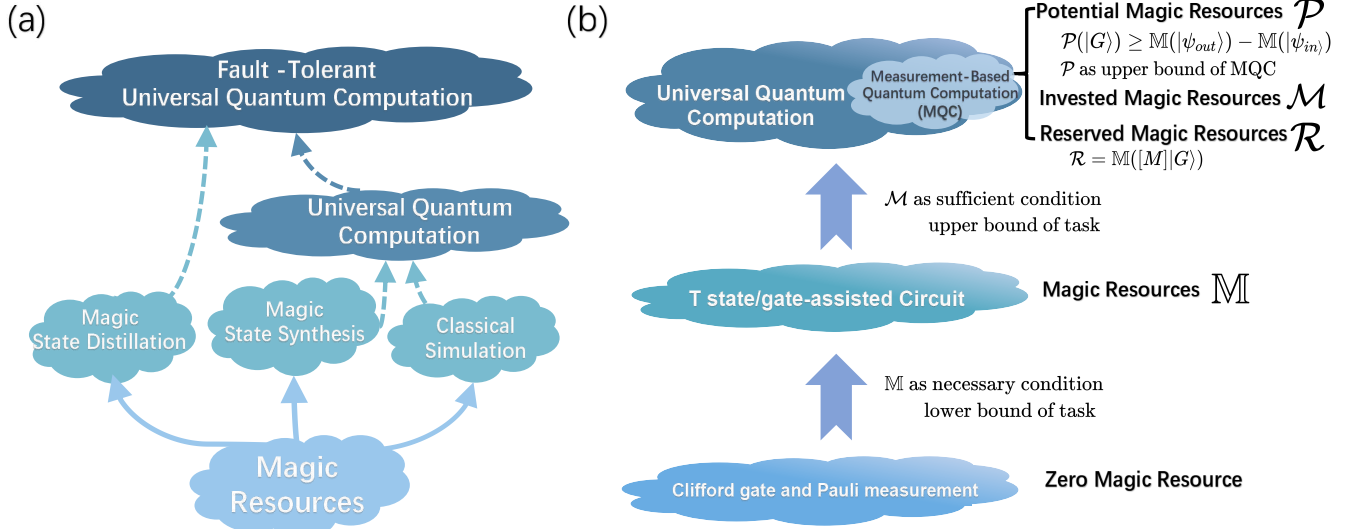 (a)
Fault -Tolerant
Universal Quantum Computation
Universal Quantum
Computation
Magic
State Distillation
Magic
State Synthesis
Classical
Simulation
Magic
Resources
(b)
Potential Magic Resources 𝒫
𝒫(|G⟩) ≥ 𝕄(|ψ_out⟩) − 𝕄(|ψ_in⟩)
𝒫 as upper bound of MQC
Invested Magic Resources ℳ
Reserved Magic Resources ℛ
ℛ = 𝕄([M]|G⟩)
Universal Quantum
Computation
Measurement-Based
Quantum Computation
(MQC)
ℳ as sufficient condition
upper bound of task
T state/gate-assisted Circuit
Magic Resources 𝕄
𝕄 as necessary condition
lower bound of task
Clifford gate and Pauli measurement
Zero Magic Resource